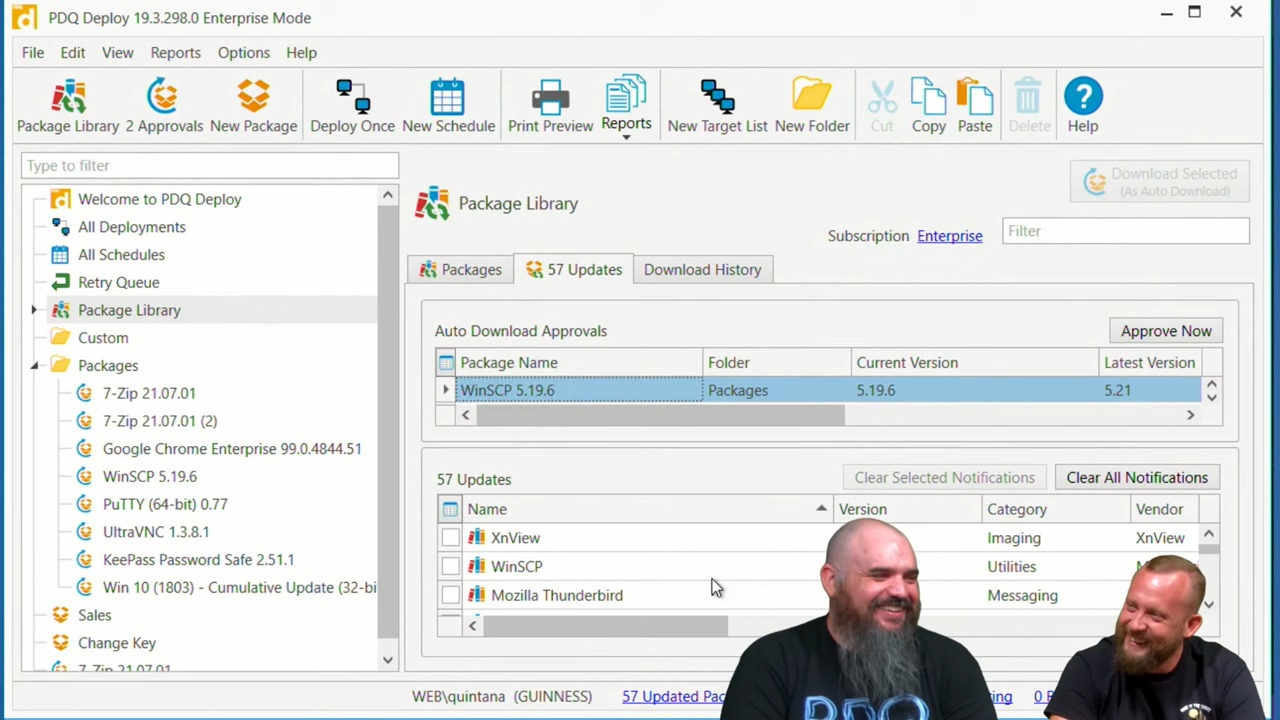 PDQ Deploy 19.3.298.0 Enterprise Mode
File Edit View Reports Options Help
Package Library 2 Approvals New Package Deploy Once New Schedule Print Preview Reports New Target List New Folder Cut Copy Paste Delete Help
Type to filter
Welcome to PDQ Deploy
All Deployments
All Schedules
Retry Queue
Package Library
Custom
Packages
7-Zip 21.07.01
7-Zip 21.07.01 (2)
Google Chrome Enterprise 99.0.4844.51
WinSCP 5.19.6
PuTTY (64-bit) 0.77
UltraVNC 1.3.8.1
KeePass Password Safe 2.51.1
Win 10 (1803) - Cumulative Update (32-bi
Sales
Change Key
7-Zip 21.07.01
Package Library
Download Selected
(As Auto Download)
Subscription Enterprise
Filter
Packages 57 Updates Download History
Auto Download Approvals
Approve Now
Package Name Folder Current Version Latest Version
WinSCP 5.19.6 Packages 5.19.6 5.21
57 Updates
Clear Selected Notifications Clear All Notifications
Name Version Category Vendor
XnView Imaging XnView
WinSCP Utilities
Mozilla Thunderbird Messaging
WEB\quintana (GUINNESS) 57 Updated Pac
PDQ